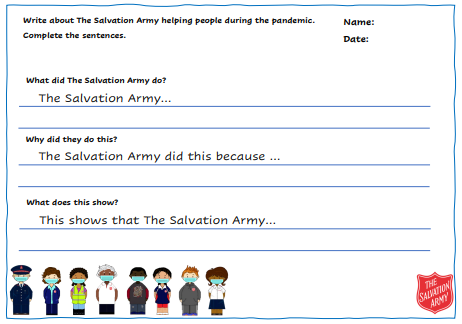 Write about The Salvation Army helping people during the pandemic.
Complete the sentences.
Name:
Date:
What did The Salvation Army do?
The Salvation Army...
Why did they do this?
The Salvation Army did this because ...
What does this show?
This shows that The Salvation Army...
THE
SALVATION
ARMY